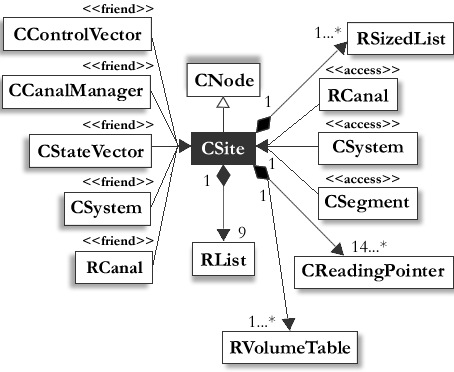 <<friend>>
CControlVector
<<friend>>
CCanalManager
<<friend>>
CStateVector
<<friend>>
CSystem
<<friend>>
RCanal
CNode
CSite
1
9
RList
1
1...*
RSizedList
<<access>>
RCanal
<<access>>
CSystem
<<access>>
CSegment
1
14...*
CReadingPointer
1
1...*
RVolumeTable